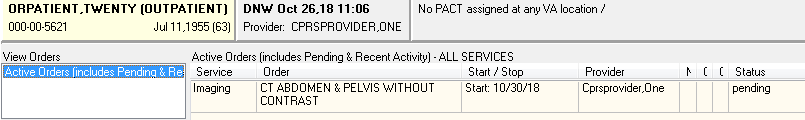 ORPATIENT,TWENTY (OUTPATIENT)
000-00-5621 Jul 11,1955 (63)
DNW Oct 26,18 11:06
Provider: CPRSPROVIDER,ONE
No PACT assigned at any VA location /
View Orders
Active Orders (includes Pending & Re
Active Orders (includes Pending & Recent Activity) - ALL SERVICES
Service Order Start / Stop Provider N C C Status
Imaging CT ABDOMEN & PELVIS WITHOUT Start: 10/30/18 Cprsprovider,One pending
CONTRAST